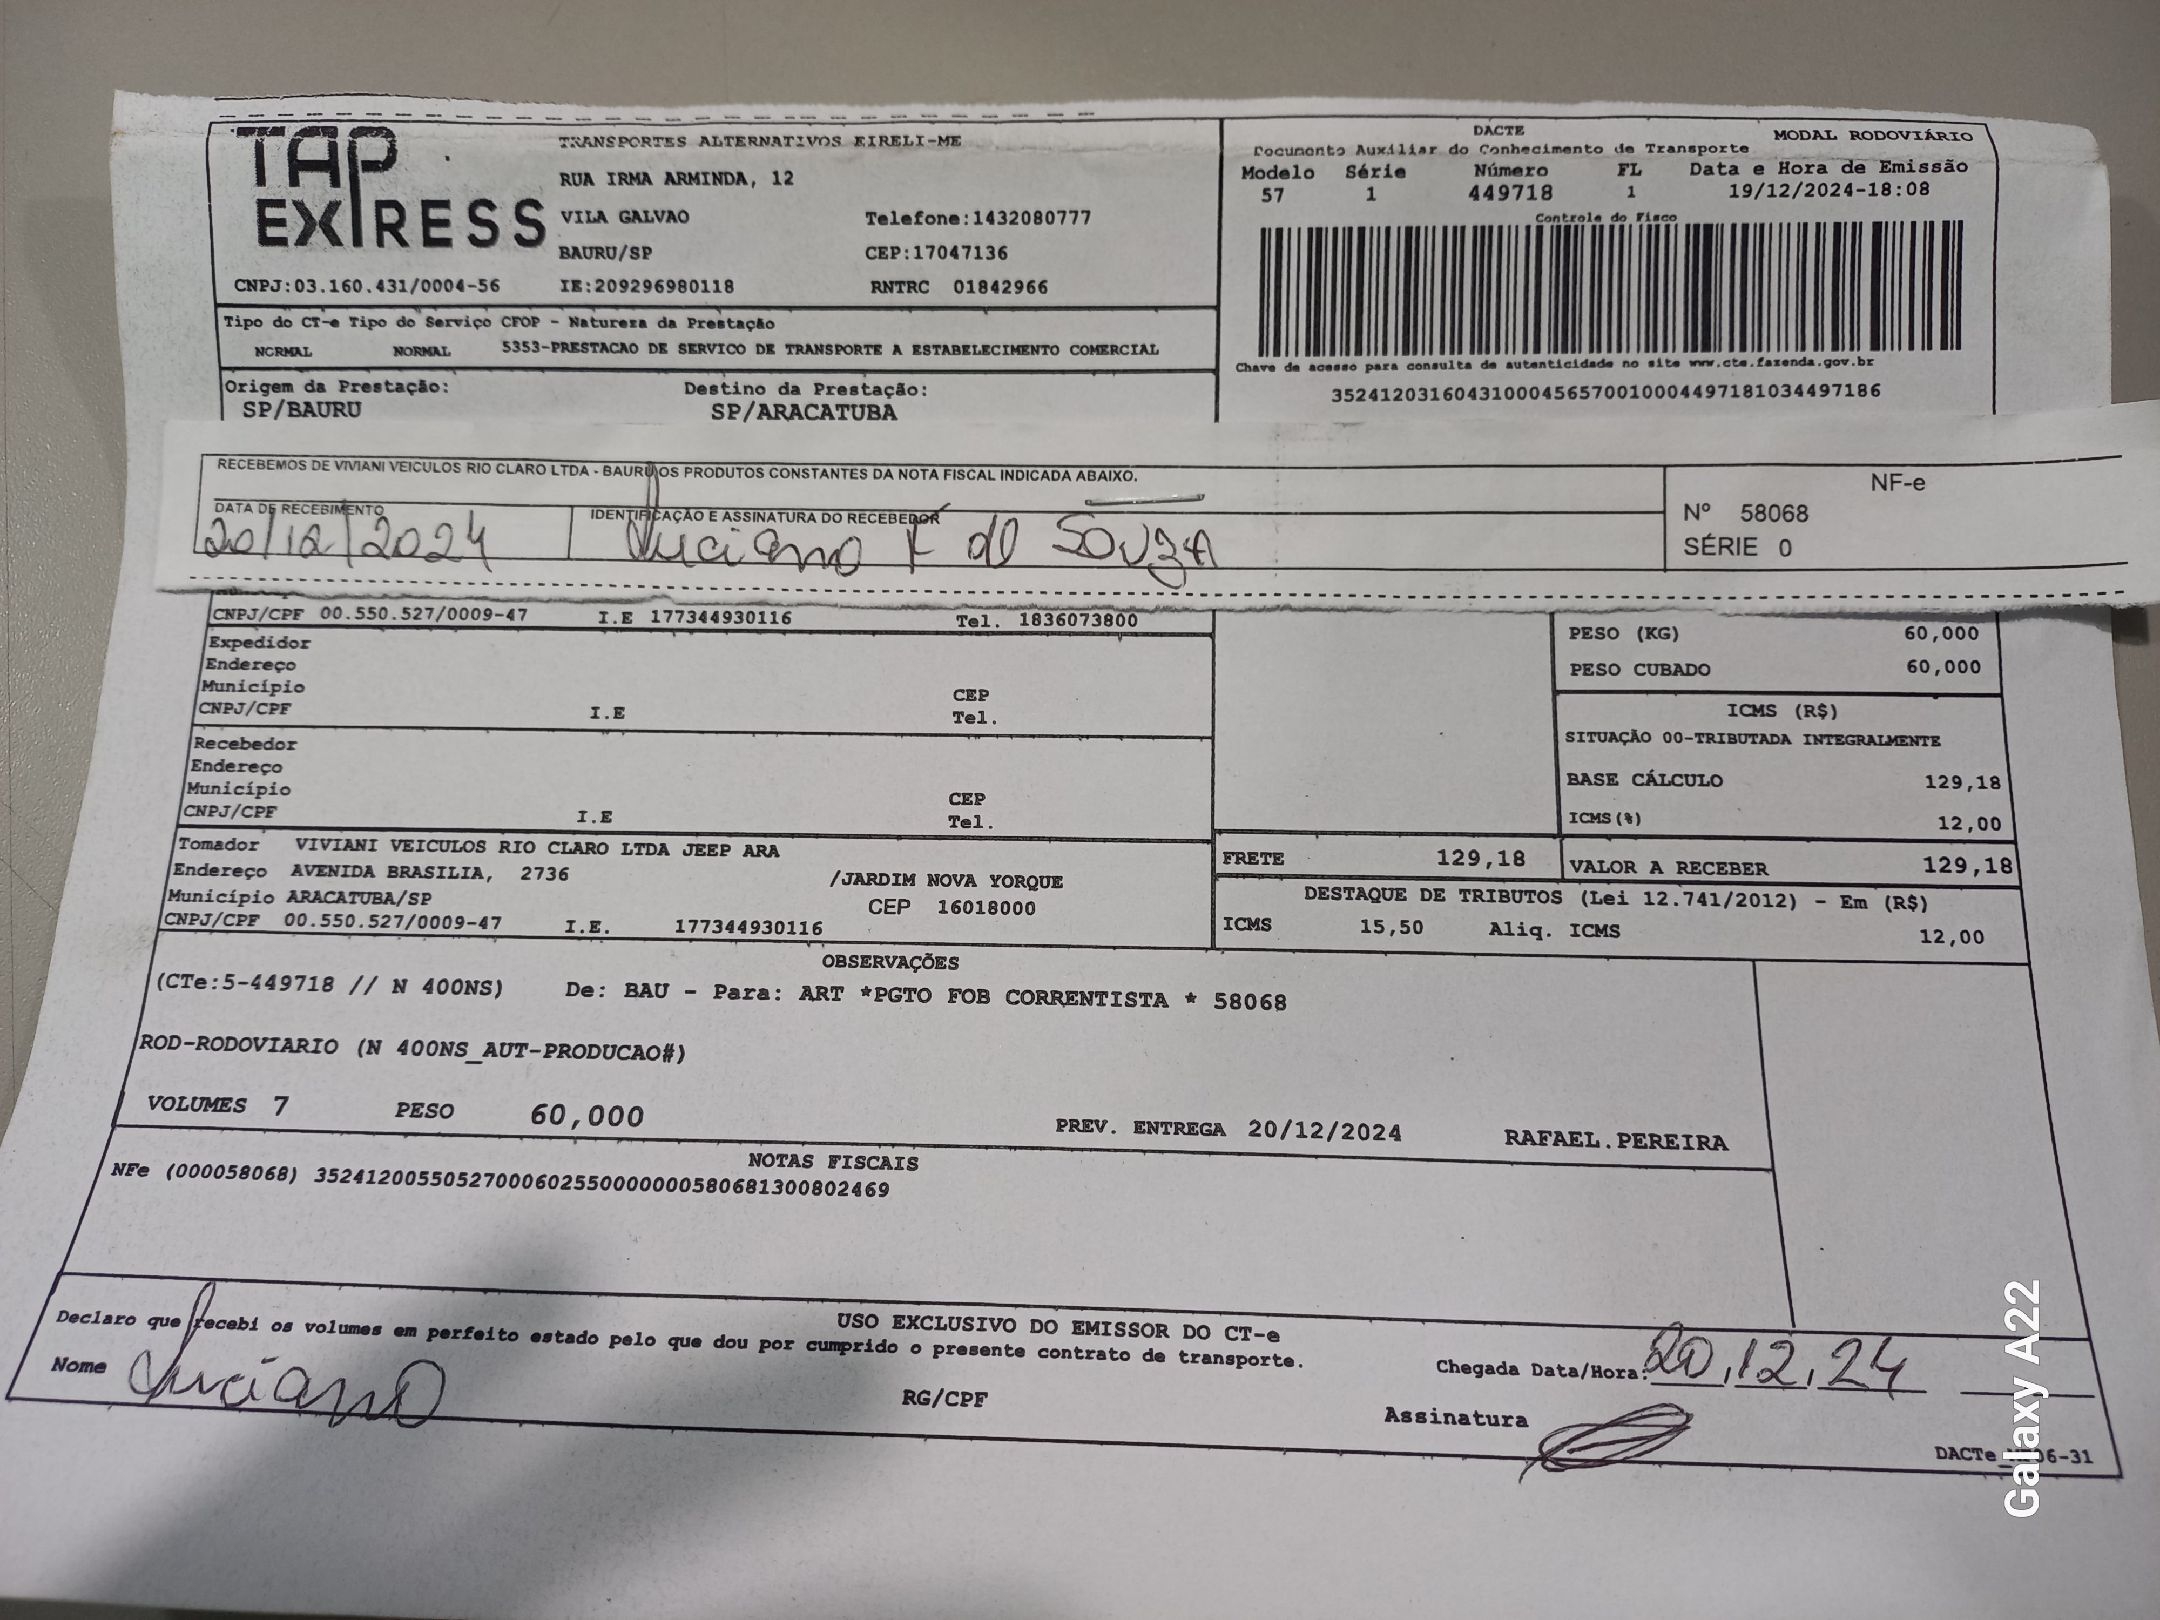 TAP EXPRESS
TRANSPORTES ALTERNATIVOS EIRELI-ME
RUA IRMA ARMINDA, 12
VILA GALVAO Telefone:1432080777
BAURU/SP CEP:17047136
CNPJ:03.160.431/0004-56 IE:209296980118 RNTRC 01842966
DACTE MODAL RODOVIÁRIO
Documento Auxiliar do Conhecimento de Transporte
Modelo Série Número FL Data e Hora de Emissão
57 1 449718 1 19/12/2024-18:08
Controle do Fisco
Chave de acesso para consulta de autenticidade no site www.cte.fazenda.gov.br
35241203160431000456570010004497181034497186
Tipo do CT-e Tipo do Serviço CFOP - Natureza da Prestação
NORMAL NORMAL 5353-PRESTACAO DE SERVICO DE TRANSPORTE A ESTABELECIMENTO COMERCIAL
Origem da Prestação: Destino da Prestação:
SP/BAURU SP/ARACATUBA
RECEBEMOS DE VIVIANI VEICULOS RIO CLARO LTDA - BAURU OS PRODUTOS CONSTANTES DA NOTA FISCAL INDICADA ABAIXO.
DATA DE RECEBIMENTO IDENTIFICAÇÃO E ASSINATURA DO RECEBEDOR
20/12/2024 Luciano F de Souza
NF-e
Nº 58068
SÉRIE 0
CNPJ/CPF 00.550.527/0009-47 I.E 177344930116 Tel. 1836073800
Expedidor
Endereço
Município CEP
CNPJ/CPF I.E Tel.
Recebedor
Endereço
Município CEP
CNPJ/CPF I.E Tel.
PESO (KG) 60,000
PESO CUBADO 60,000
ICMS (R$)
SITUAÇÃO 00-TRIBUTADA INTEGRALMENTE
BASE CÁLCULO 129,18
ICMS(%) 12,00
Tomador VIVIANI VEICULOS RIO CLARO LTDA JEEP ARA
Endereço AVENIDA BRASILIA, 2736 /JARDIM NOVA YORQUE
Município ARACATUBA/SP CEP 16018000
CNPJ/CPF 00.550.527/0009-47 I.E. 177344930116
FRETE 129,18 VALOR A RECEBER 129,18
DESTAQUE DE TRIBUTOS (Lei 12.741/2012) - Em (R$)
ICMS 15,50 Aliq. ICMS 12,00
OBSERVAÇÕES
(CTe:5-449718 // N 400NS) De: BAU - Para: ART *PGTO FOB CORRENTISTA * 58068
ROD-RODOVIARIO (N 400NS_AUT-PRODUCAO#)
VOLUMES 7 PESO 60,000 PREV. ENTREGA 20/12/2024 RAFAEL.PEREIRA
NOTAS FISCAIS
NFe (000058068) 35241200550527000602550000000580681300802469
USO EXCLUSIVO DO EMISSOR DO CT-e
Declaro que recebi os volumes em perfeito estado pelo que dou por cumprido o presente contrato de transporte.
Nome Luciano RG/CPF
Chegada Data/Hora: 20,12,24
Assinatura
DACTe_ 06-31
Galaxy A22